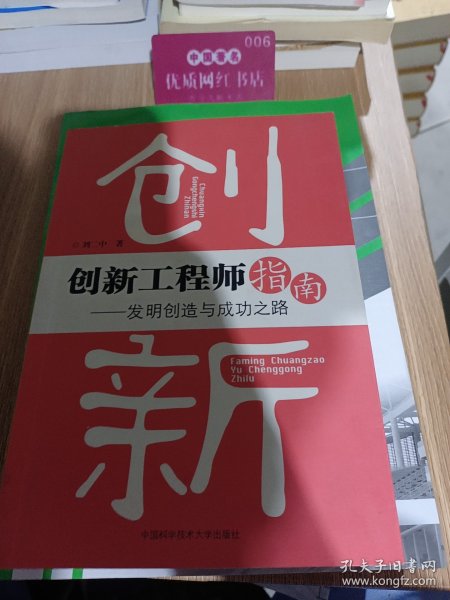 006
中国著名
优质网红书店
创
Chuangxin
Gongchengshi
Zhinan
◎刘 中 著
创新工程师指南
——发明创造与成功之路
新
Faming Chuangzao
Yu Chenggong
Zhilu
中国科学技术大学出版社
孔夫子旧书网
www.kongfz.com